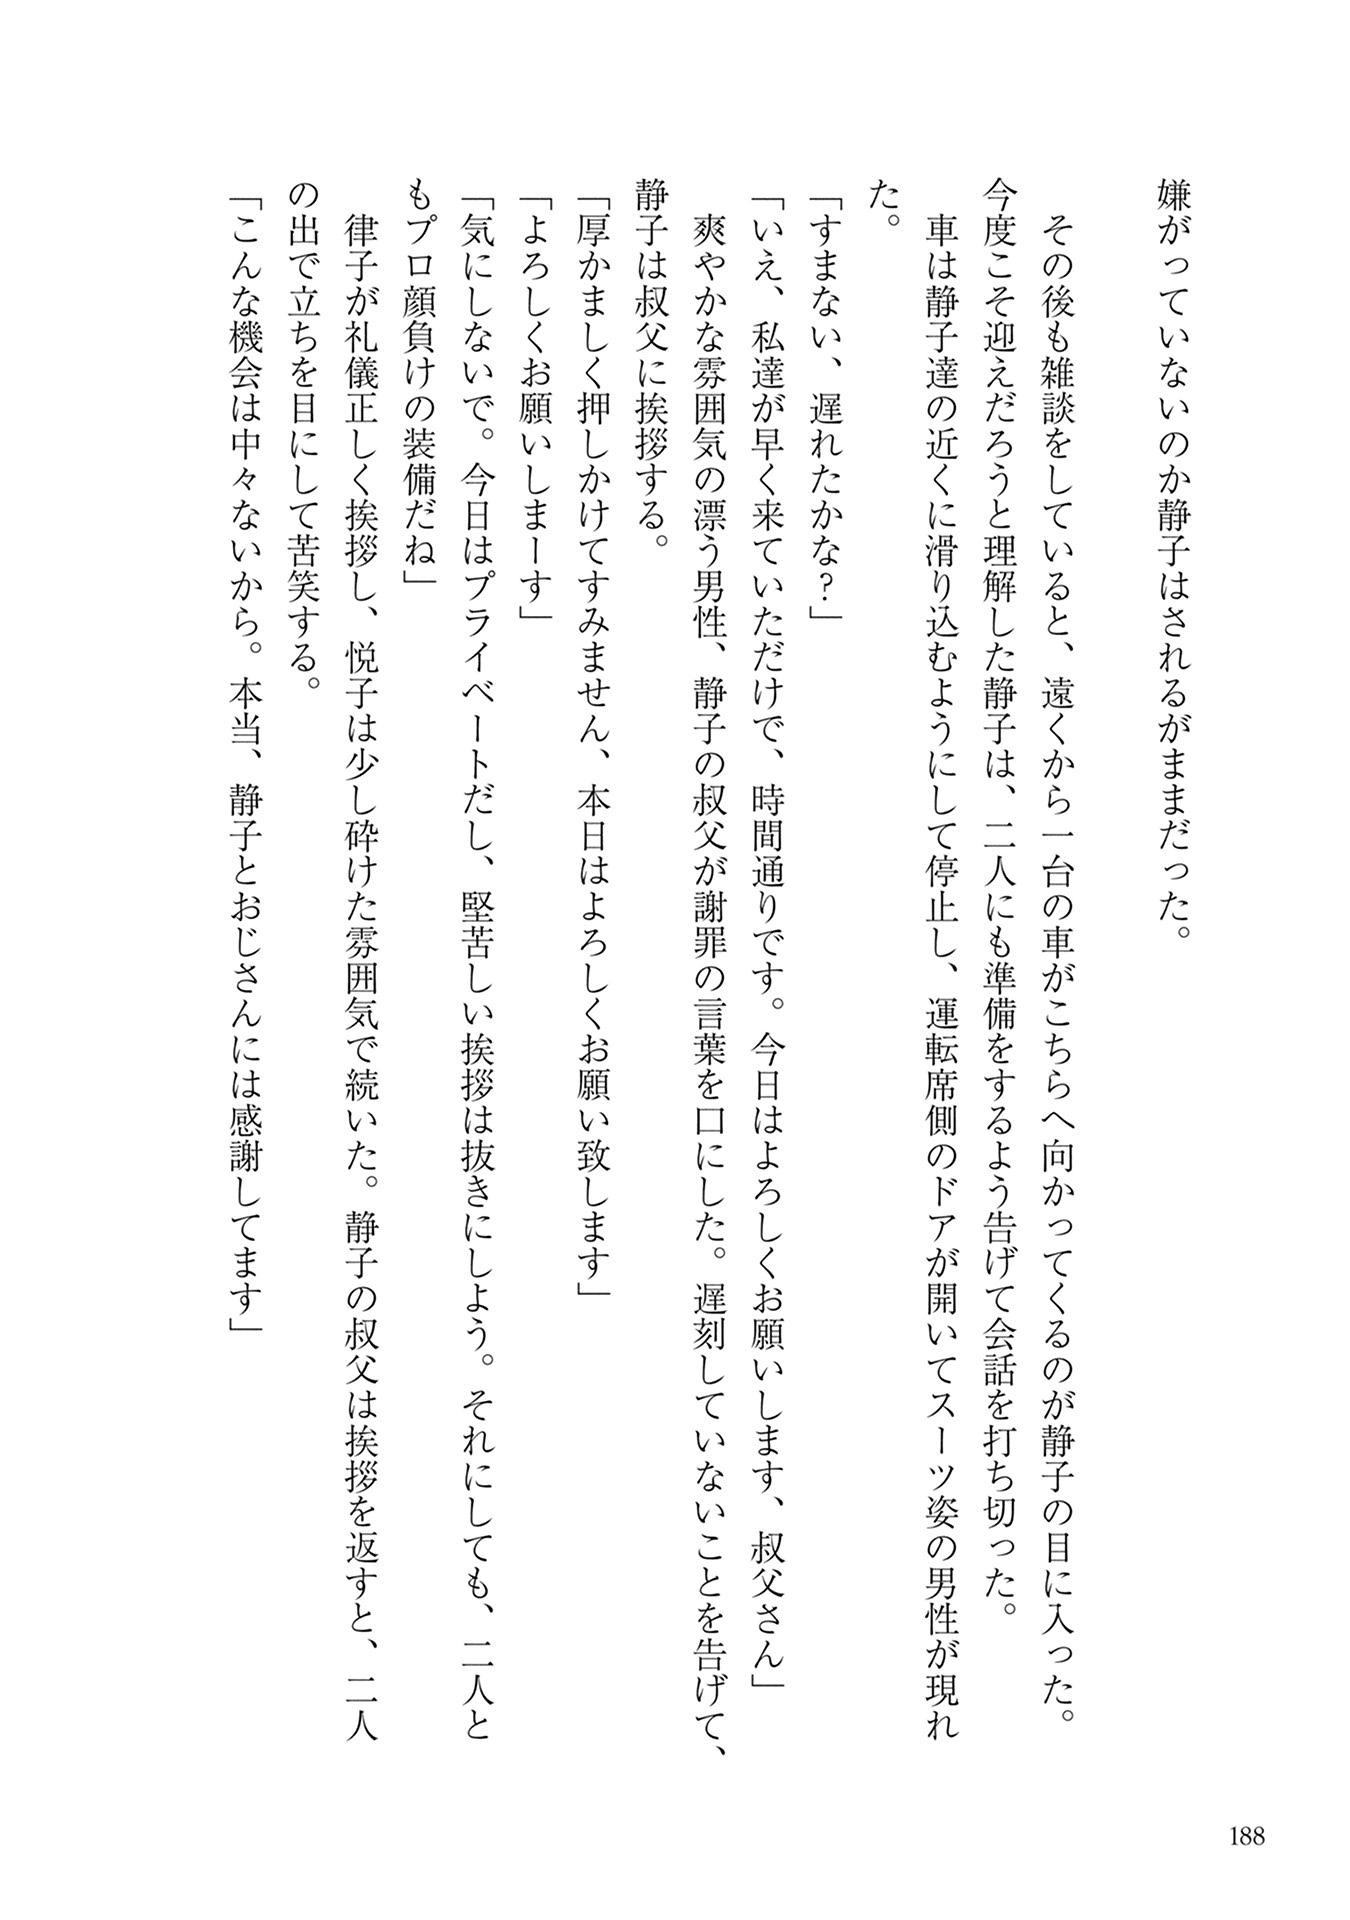 嫌がっていないのか静子はされるがままだった。
その後も雑談をしていると、遠くから一台の車がこちらへ向かってくるのが静子の目に入った。
今度こそ迎えだろうと理解した静子は、二人にも準備をするよう告げて会話を打ち切った。
車は静子達の近くに滑り込むようにして停止し、運転席側のドアが開いてスーツ姿の男性が現れ
た。
「すまない、遅れたかな?」
「いえ、私達が早く来ていただけで、時間通りです。今日はよろしくお願いします、叔父さん」
爽やかな雰囲気の漂う男性、静子の叔父が謝罪の言葉を口にした。遅刻していないことを告げて、
静子は叔父に挨拶する。
「厚かましく押しかけてすみません、本日はよろしくお願い致します」
「よろしくお願いしまーす」
「気にしないで。今日はプライベートだし、堅苦しい挨拶は抜きにしよう。それにしても、二人と
もプロ顔負けの装備だね」
律子が礼儀正しく挨拶し、悦子は少し砕けた雰囲気で続いた。静子の叔父は挨拶を返すと、二人
の出で立ちを目にして苦笑する。
「こんな機会は中々ないから。本当、静子とおじさんには感謝してます」
188